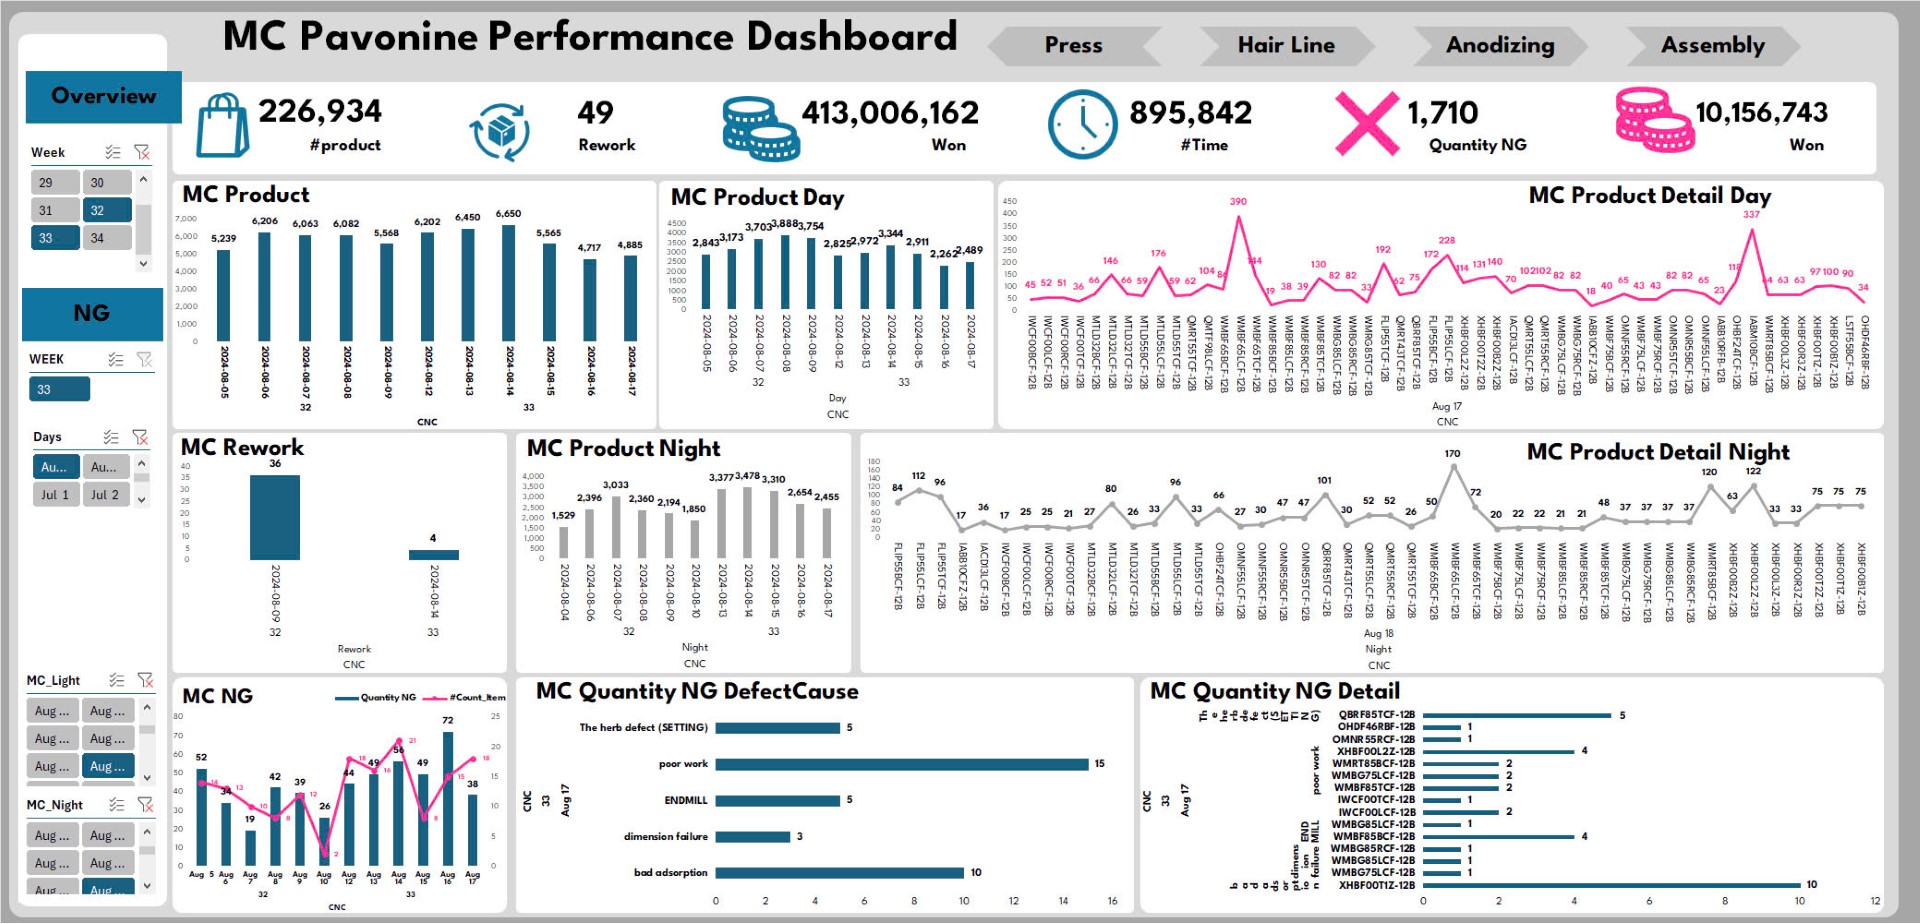 MC Pavonine Performance Dashboard
Press
Hair Line
Anodizing
Assembly
Overview
226,934
#product
49
Rework
413,006,162
Won
895,842
#Time
1,710
Quantity NG
10,156,743
Won
Week
29 30
31 32
33 34
NG
WEEK
33
Days
Au... Au...
Jul 1 Jul 2
MC_Light
Aug ... Aug ...
Aug ... Aug ...
Aug ... Aug ...
MC_Night
Aug ... Aug ...
Aug ... Aug ...
Aug ... Aug ...
MC Product
7,000
6,000
5,000
4,000
3,000
2,000
1,000
0
5,239 6,206 6,063 6,082 5,568 6,202 6,450 6,650 5,565 4,717 4,885
2024-08-05 2024-08-06 2024-08-07 2024-08-08 2024-08-09 2024-08-12 2024-08-13 2024-08-14 2024-08-15 2024-08-16 2024-08-17
32 33
CNC
MC Product Day
4500
4000
3500
3000
2500
2000
1500
1000
500
0
2,843 3,173 3,703 3,888 3,754 2,825 2,972 3,344 2,911 2,262 2,489
2024-08-05 2024-08-06 2024-08-07 2024-08-08 2024-08-09 2024-08-12 2024-08-13 2024-08-14 2024-08-15 2024-08-16 2024-08-17
32 33
Day
CNC
MC Product Detail Day
450
400
350
300
250
200
150
100
50
0
45 52 51 36 66 146 66 59 176 59 62 104 86 390 144 19 38 39 130 82 82 33 192 62 75 172 228 114 131 140 70 102 102 82 82 18 40 65 43 43 82 82 65 23 118 337 64 63 63 97 100 90 34
IWCF00BCF-12B IWCF00LCF-12B IWCF00RCF-12B IWCF00TCF-12B MTLD32BCF-12B MTLD32LCF-12B MTLD32TCF-12B MTLD55BCF-12B MTLD55LCF-12B MTLD55TCF-12B QMRT55TCF-12B QMTF98LCF-12B WMBF65BCF-12B WMBF65LCF-12B WMBF65TCF-12B WMBF85BCF-12B WMBF85LCF-12B WMBF85RCF-12B WMBF85TCF-12B WMBG85LCF-12B WMBG85RCF-12B WMRG85TCF-12B FLIP55TCF-12B QMRT43TCF-12B QBRF85TCF-12B FLIP55BCF-12B FLIP55LCF-12B XHBF00L2Z-12B XHBF00T2Z-12B XHBF00B2Z-12B IACD13LCF-12B QMRT55LCF-12B QMRT55RCF-12B WMBG75LCF-12B WMBG75RCF-12B IABB10CFZ-12B WMBF75BCF-12B OMNF55RCF-12B WMBF75LCF-12B WMBF75RCF-12B OMNR55TCF-12B OMNR55BCF-12B OMNF55LCF-12B IABB10RFB-12B OHBF24TCF-12B IABM10BCF-12B WMRT85BCF-12B XHBF00L3Z-12B XHBF00R3Z-12B XHBF00T1Z-12B XHBF00B1Z-12B LSTF55BCF-12B OHDF46RBF-12B
Aug 17
CNC
MC Rework
40
35
30
25
20
15
10
5
0
36 4
2024-08-09 2024-08-14
32 33
Rework
CNC
MC Product Night
4,000
3,500
3,000
2,500
2,000
1,500
1,000
500
0
1,529 2,396 3,033 2,360 2,194 1,850 3,377 3,478 3,310 2,654 2,455
2024-08-04 2024-08-06 2024-08-07 2024-08-08 2024-08-09 2024-08-10 2024-08-13 2024-08-14 2024-08-15 2024-08-16 2024-08-17
32 33
Night
CNC
MC Product Detail Night
180
160
140
120
100
80
60
40
20
0
84 112 96 17 36 17 25 25 21 27 80 26 33 96 33 66 27 30 47 47 101 30 52 52 26 50 170 72 20 22 22 21 21 48 37 37 37 37 120 63 122 33 33 75 75 75
FLIP55BCF-12B FLIP55LCF-12B FLIP55TCF-12B IABB10CFZ-12B IACD13LCF-12B IWCF00BCF-12B IWCF00LCF-12B IWCF00RCF-12B IWCF00TCF-12B MTLD32BCF-12B MTLD32LCF-12B MTLD32TCF-12B MTLD55BCF-12B MTLD55LCF-12B MTLD55TCF-12B OHBF24TCF-12B OMNF55LCF-12B OMNF55RCF-12B OMNR55BCF-12B OMNR55TCF-12B QBRF85TCF-12B QMRT43TCF-12B QMRT55LCF-12B QMRT55RCF-12B QMRT55TCF-12B WMBF65BCF-12B WMBF65LCF-12B WMBF65TCF-12B WMBF75BCF-12B WMBF75LCF-12B WMBF75RCF-12B WMBF85BCF-12B WMBF85RCF-12B WMBF85TCF-12B WMBG75LCF-12B WMBG75RCF-12B WMBG85LCF-12B WMBG85RCF-12B WMRT85BCF-12B XHBF00B2Z-12B XHBF00L2Z-12B XHBF00L3Z-12B XHBF00R3Z-12B XHBF00T2Z-12B XHBF00T1Z-12B XHBF00B1Z-12B
Aug 18
Night
CNC
MC NG
Quantity NG #Count_Item
80
70
60
50
40
30
20
10
0
25
20
15
10
5
0
52 34 19 42 39 26 44 49 56 49 72 38
14 13 10 8 12 2 18 16 21 8 15 18
Aug 5 Aug 6 Aug 7 Aug 8 Aug 9 Aug 10 Aug 12 Aug 13 Aug 14 Aug 15 Aug 16 Aug 17
32 33
CNC
MC Quantity NG DefectCause
The herb defect (SETTING) 5
poor work 15
ENDMILL 5
dimension failure 3
bad adsorption 10
CNC
33
Aug 17
0 2 4 6 8 10 12 14 16
MC Quantity NG Detail
The herb defect (SETTING)
QBRF85TCF-12B 5
OHDF46RBF-12B 1
OMNR55RCF-12B 1
poor work
XHBF00L2Z-12B 4
WMRT85BCF-12B 2
WMBG75LCF-12B 2
WMBF85TCF-12B 2
IWCF00TCF-12B 1
IWCF00LCF-12B 2
END MILL
WMBG85LCF-12B 1
WMBF85BCF-12B 4
dimension failure
WMBG85RCF-12B 1
WMBG85LCF-12B 1
WMBG75LCF-12B 1
bad adsorption
XHBF00T1Z-12B 10
CNC
33
Aug 17
0 2 4 6 8 10 12